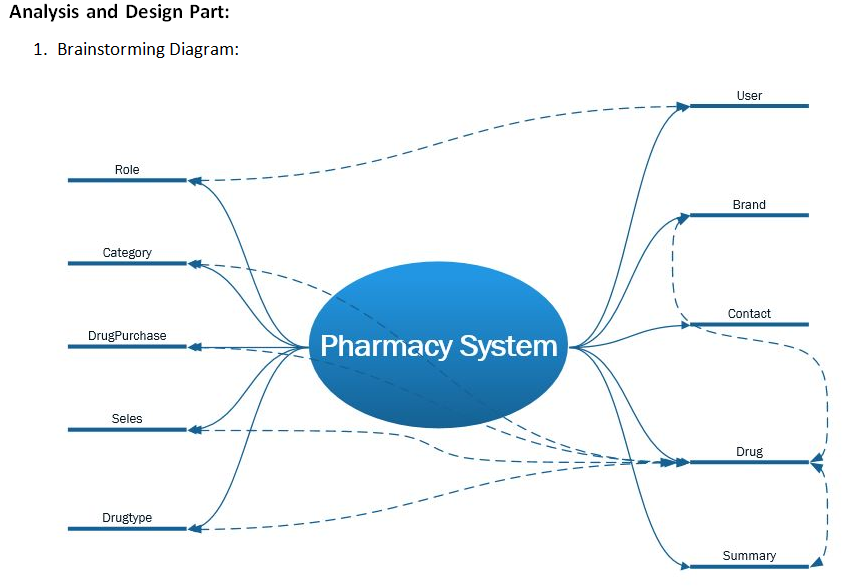 Analysis and Design Part:
1. Brainstorming Diagram:
User
Role
Brand
Category
Contact
DrugPurchase
Pharmacy System
Seles
Drug
Drugtype
Summary